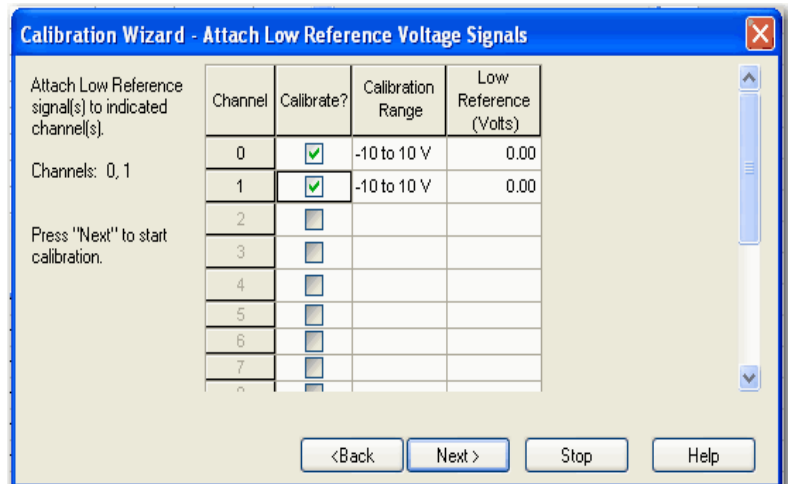 Calibration Wizard - Attach Low Reference Voltage Signals
Attach Low Reference
signal(s) to indicated
channel(s).
Channels: 0, 1
Press "Next" to start
calibration.
Channel Calibrate? Calibration Range Low Reference (Volts)
0 -10 to 10 V 0.00
1 -10 to 10 V 0.00
2
3
4
5
6
7
<Back Next > Stop Help